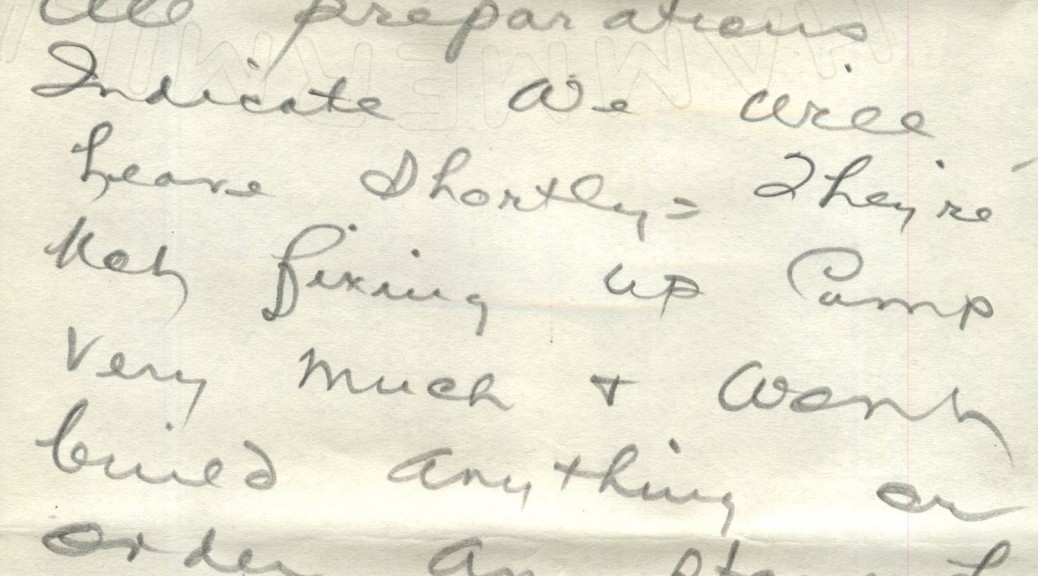 all preparations
Indicate we will
Leave Shortly = They're
Not fixing up Camp
Very Much + Won't
build Anything or
order An